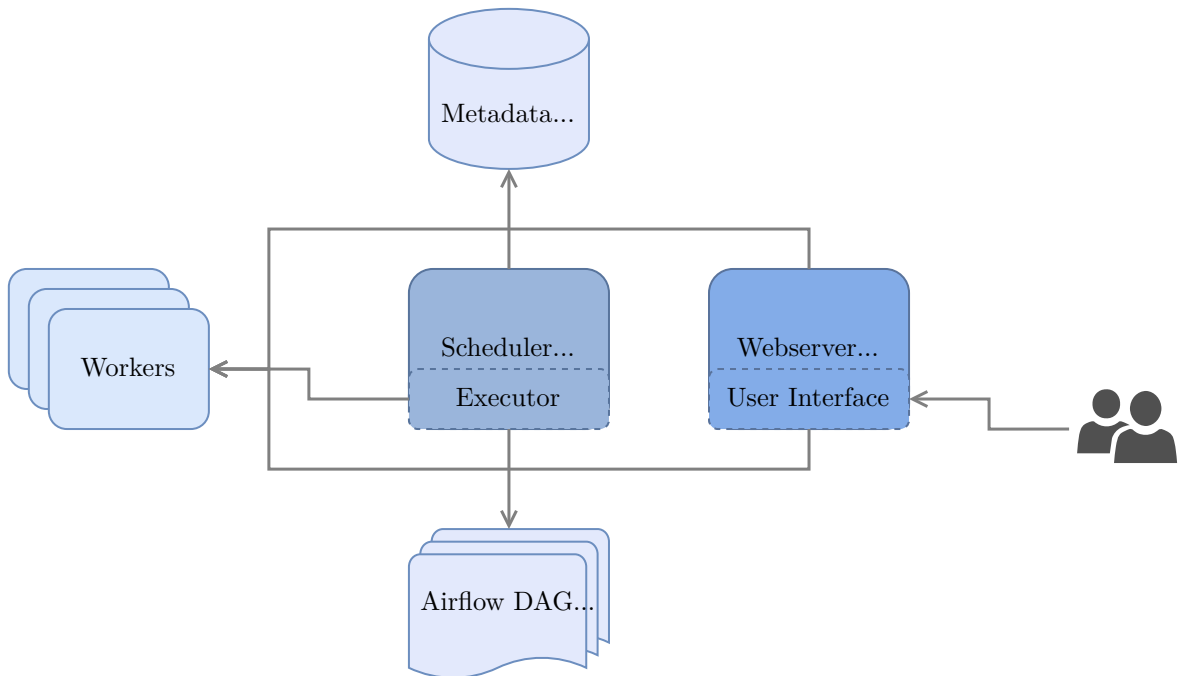 Metadata...
Scheduler...
Webserver...
Workers
Executor
User Interface
Airflow DAG...